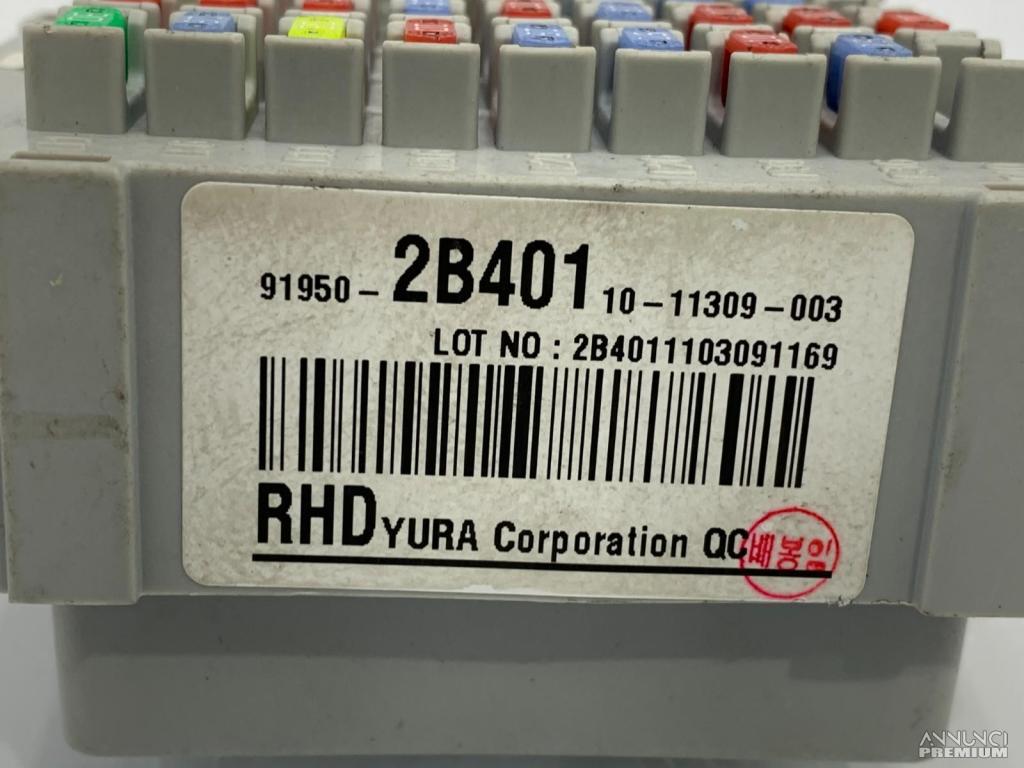 91950 - 2B401 10 - 11309 - 003
LOT NO : 2B4011103091169
RHD YURA Corporation QC
ANNUNCI
PREMIUM